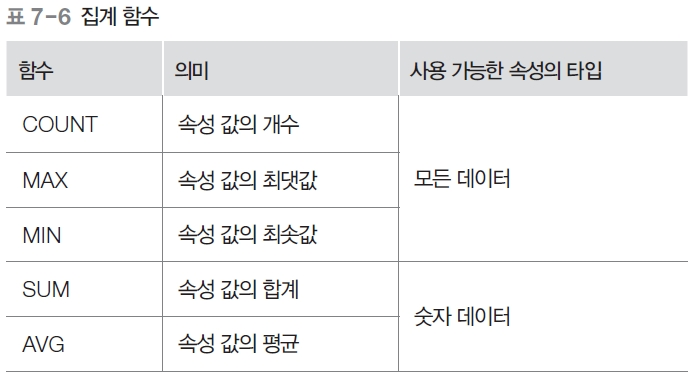 표 7-6 집계 함수
함수 의미 사용 가능한 속성의 타입
COUNT 속성 값의 개수
MAX 속성 값의 최댓값 모든 데이터
MIN 속성 값의 최솟값
SUM 속성 값의 합계
숫자 데이터
AVG 속성 값의 평균